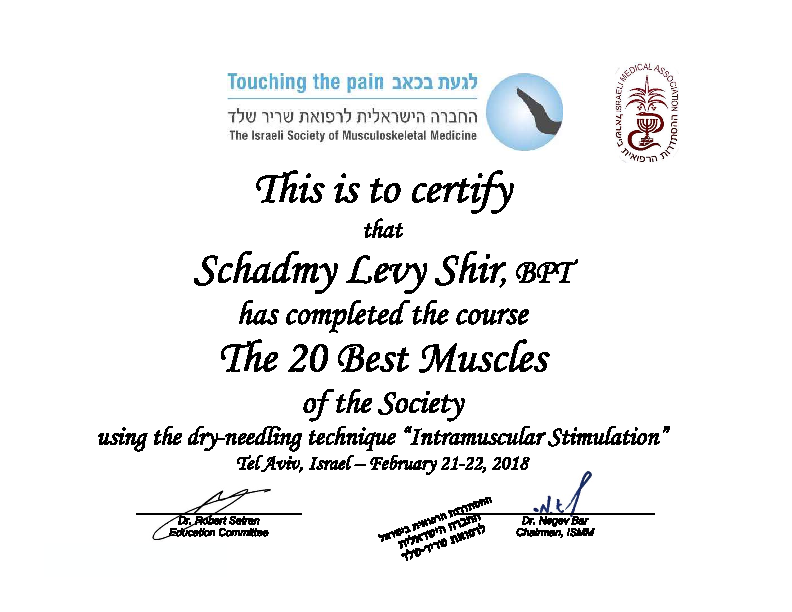 Touching the pain לגעת בכאב
החברה הישראלית לרפואת שריר שלד
The Israeli Society of Musculoskeletal Medicine
ISRAELI MEDICAL ASSOCIATION
ההסתדרות הרפואית בישראל
This is to certify
that
Schadmy Levy Shir, BPT
has completed the course
The 20 Best Muscles
of the Society
using the dry-needling technique “Intramuscular Stimulation”
Tel Aviv, Israel – February 21-22, 2018
Dr. Robert Satran
Education Committee
ההסתדרות הרפואית בישראל
החברה הישראלית
לרפואת שריר-שלד
Dr. Negev Bar
Chairman, ISMM